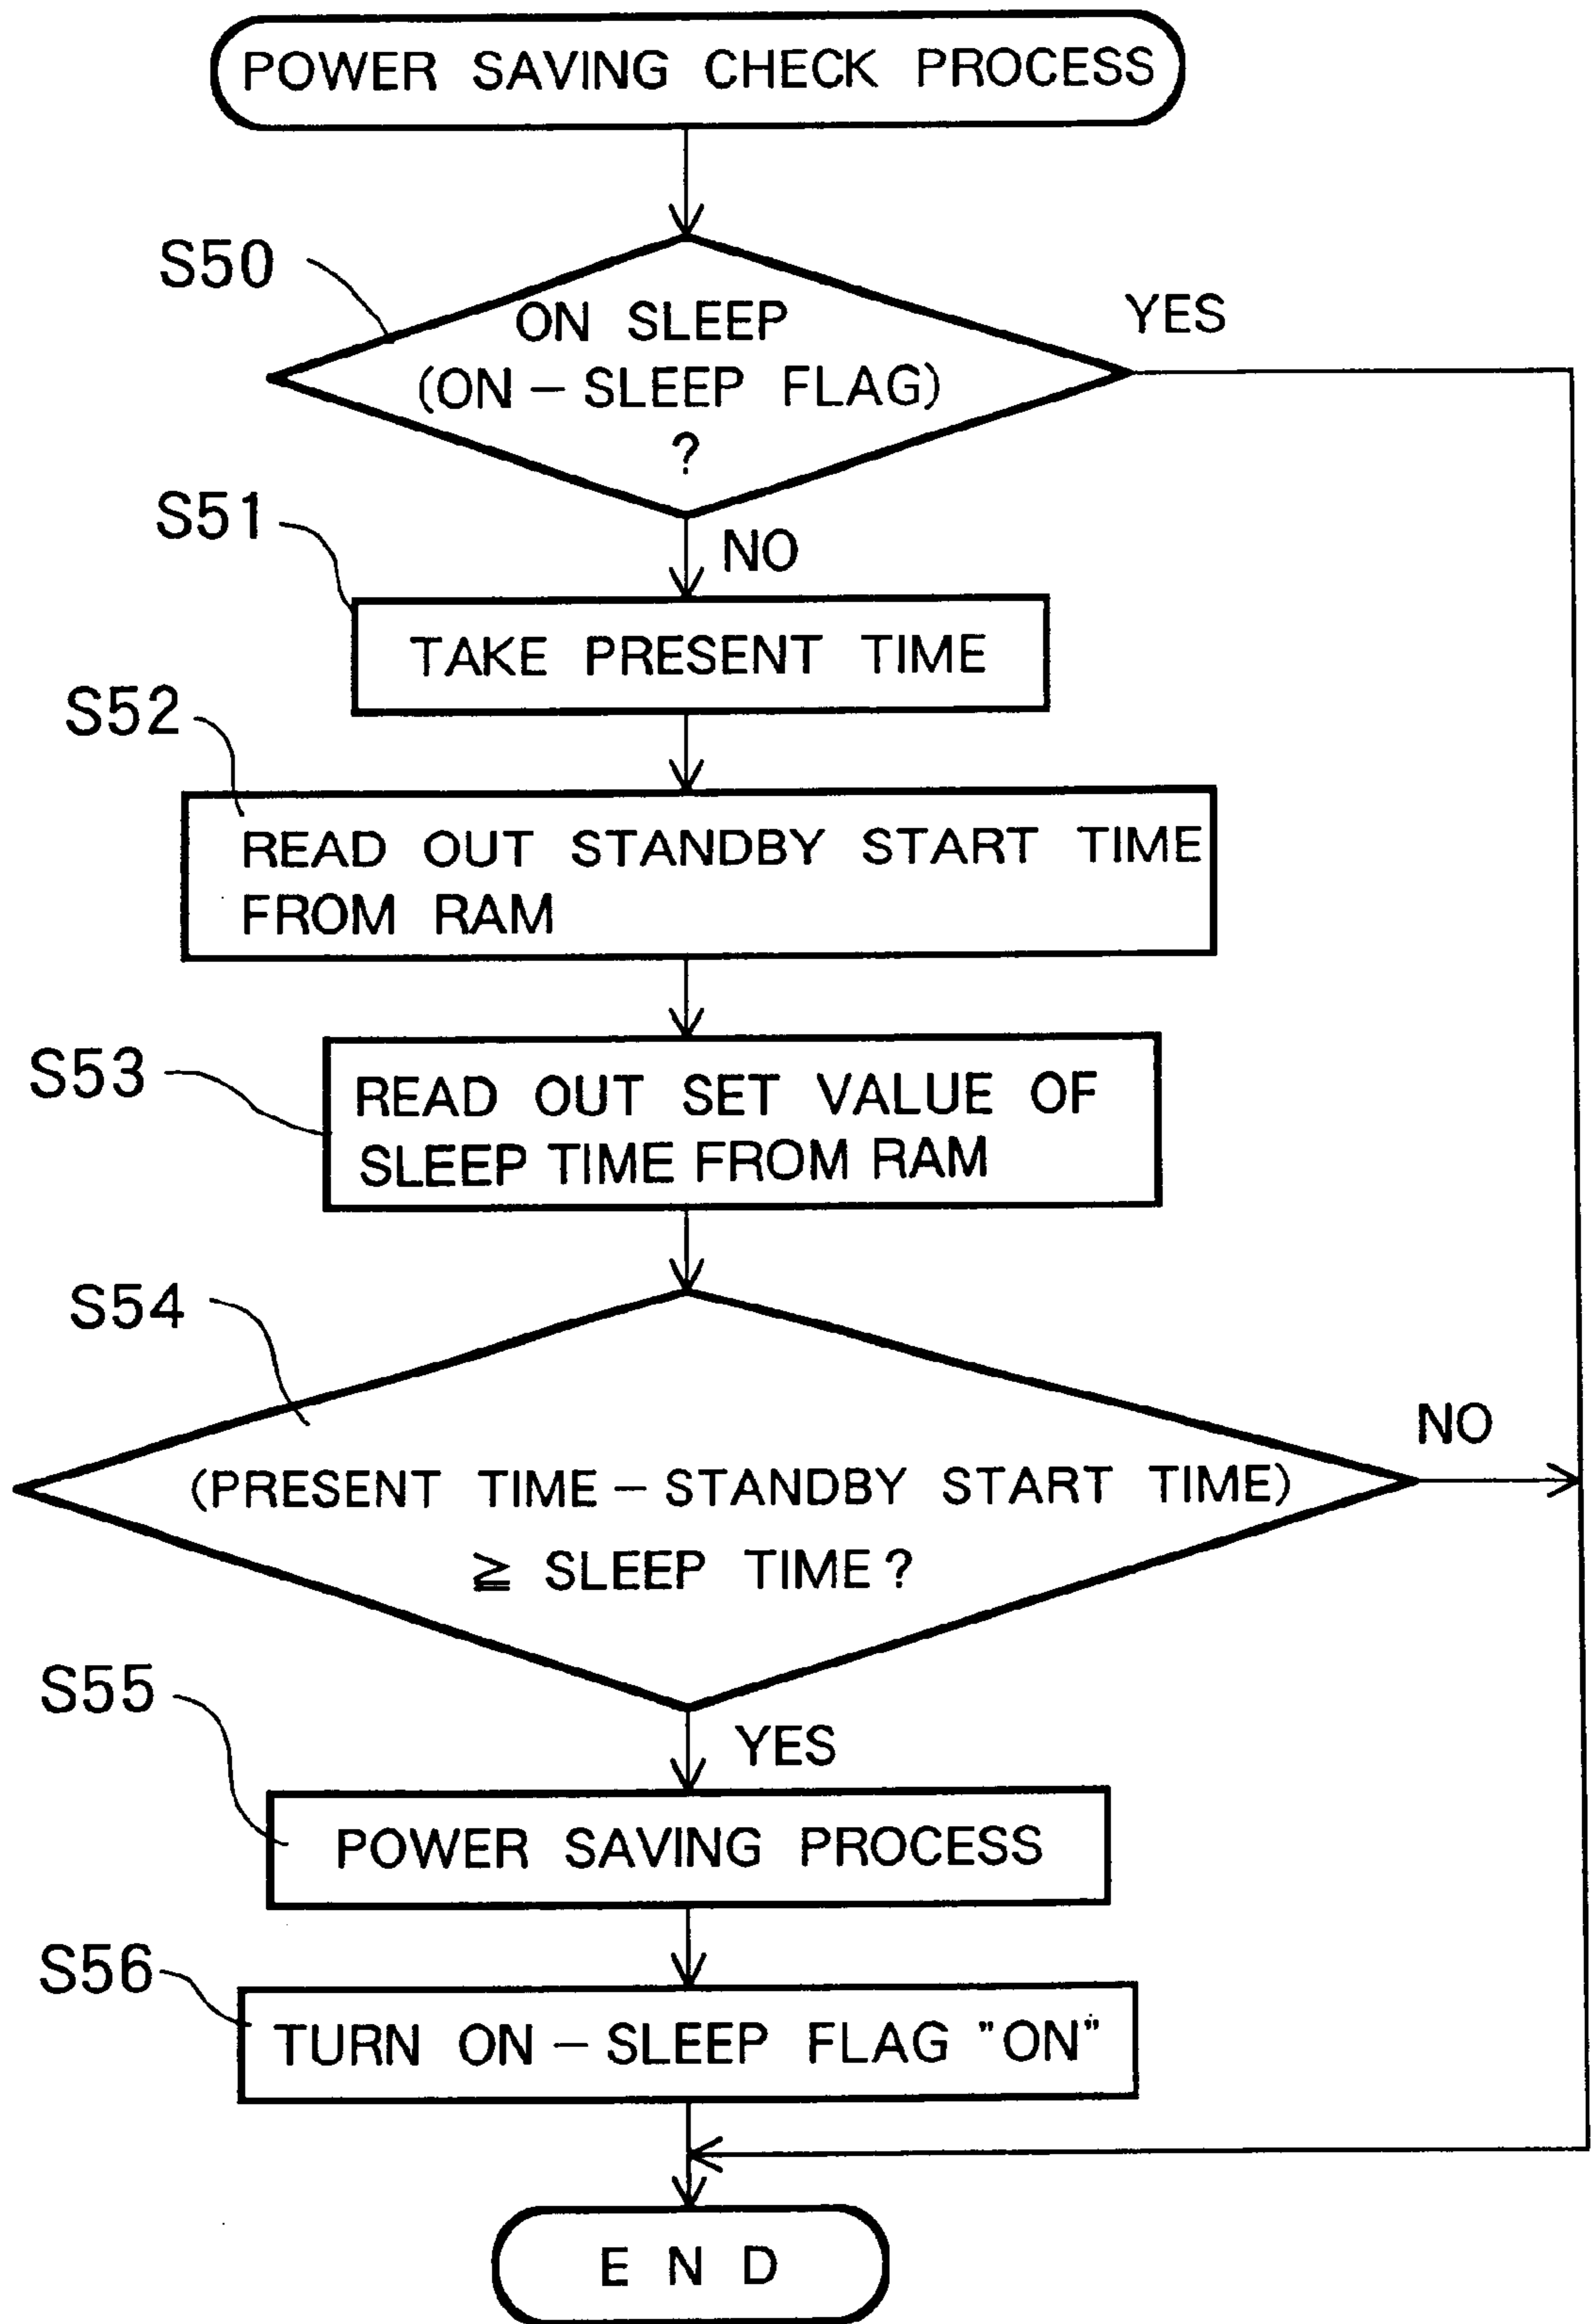 POWER SAVING CHECK PROCESS
S50
ON SLEEP
(ON – SLEEP FLAG)
?
YES
NO
S51
TAKE PRESENT TIME
S52
READ OUT STANDBY START TIME
FROM RAM
S53
READ OUT SET VALUE OF
SLEEP TIME FROM RAM
S54
(PRESENT TIME – STANDBY START TIME)
≧ SLEEP TIME ?
NO
YES
S55
POWER SAVING PROCESS
S56
TURN ON – SLEEP FLAG "ON"
E N D